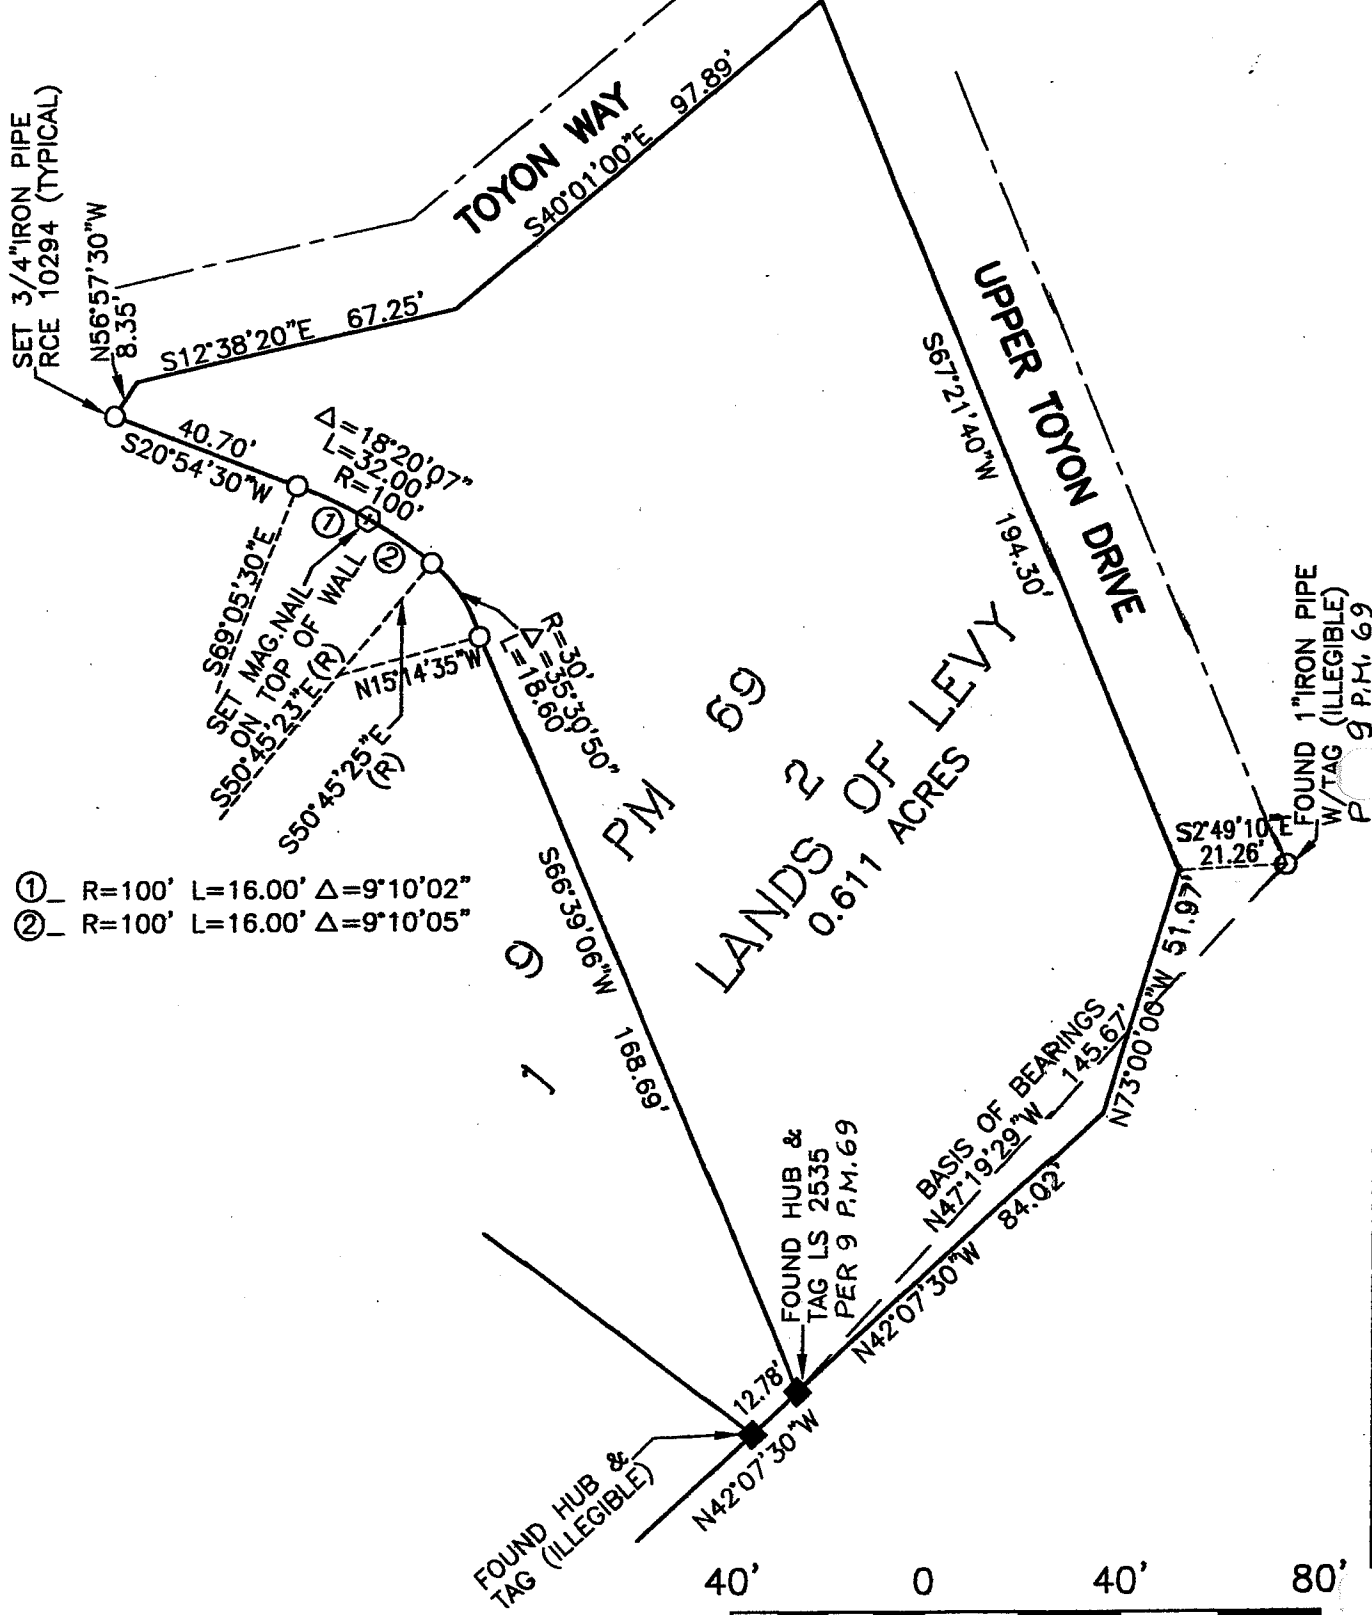 SET 3/4"IRON PIPE
RCE 10294 (TYPICAL)
N56°57'30"W
8.35'
TOYON WAY
S40°01'00"E 97.89'
S12°38'20"E 67.25'
40.70'
S20°54'30"W
Δ=18°20'07"
L=32.00'
R=100'
UPPER TOYON DRIVE
S67°21'40"W 194.30'
1
2
S69°05'30"E
SET MAG.NAIL
ON TOP OF WALL
S50°45'23"E(R)
N15°14'35"W
S50°45'25"E
(R)
R=30'
Δ=35°30'50"
L=18.60'
1_ R=100' L=16.00' Δ=9°10'02"
2_ R=100' L=16.00' Δ=9°10'05"
1 9 PM 69
2
LANDS OF LEVY
0.611 ACRES
S66°39'06"W 168.69'
FOUND 1"IRON PIPE
W/TAG (ILLEGIBLE)
9 P.M. 69
S2°49'10"E
21.26'
N73°00'00"W 51.97'
BASIS OF BEARINGS
N47°19'29"W 145.67'
N42°07'30"W 84.02'
FOUND HUB &
TAG LS 2535
PER 9 P.M.69
12.78'
N42°07'30"W
FOUND HUB &
TAG (ILLEGIBLE)
40' 0 40' 80'